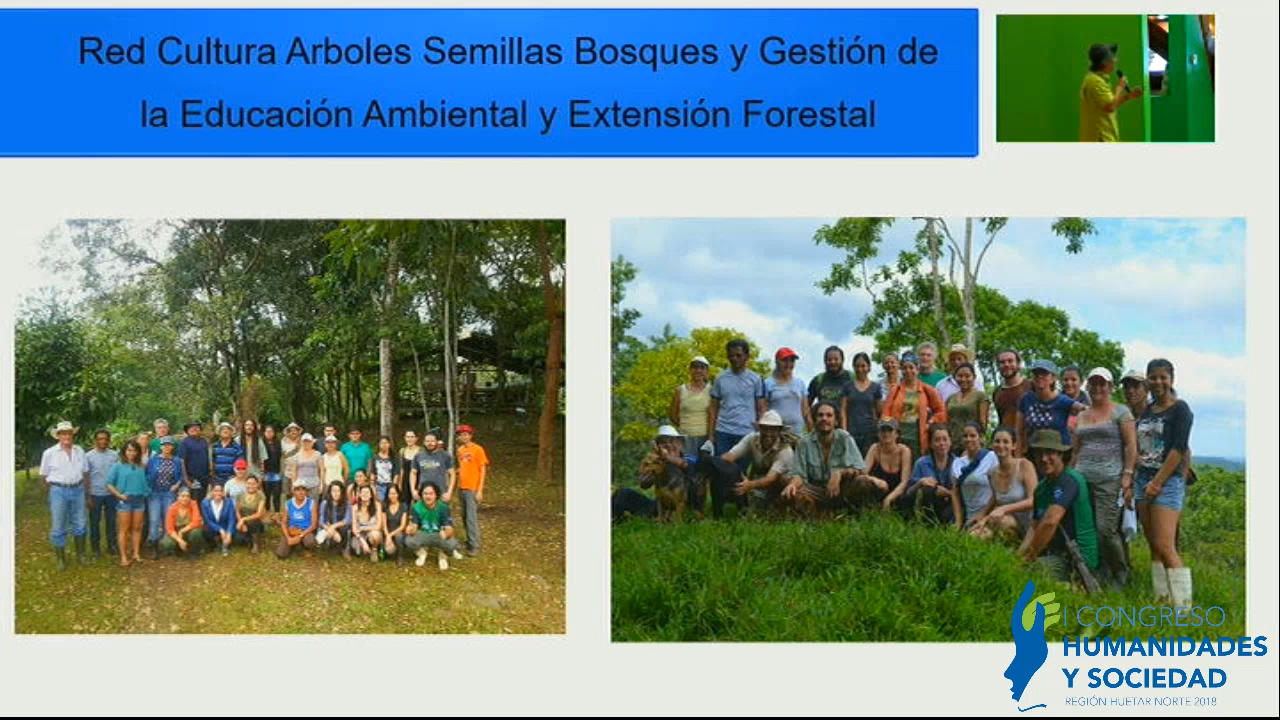 Red Cultura Arboles Semillas Bosques y Gestión de
la Educación Ambiental y Extensión Forestal
I CONGRESO
HUMANIDADES
Y SOCIEDAD
REGIÓN HUETAR NORTE 2018